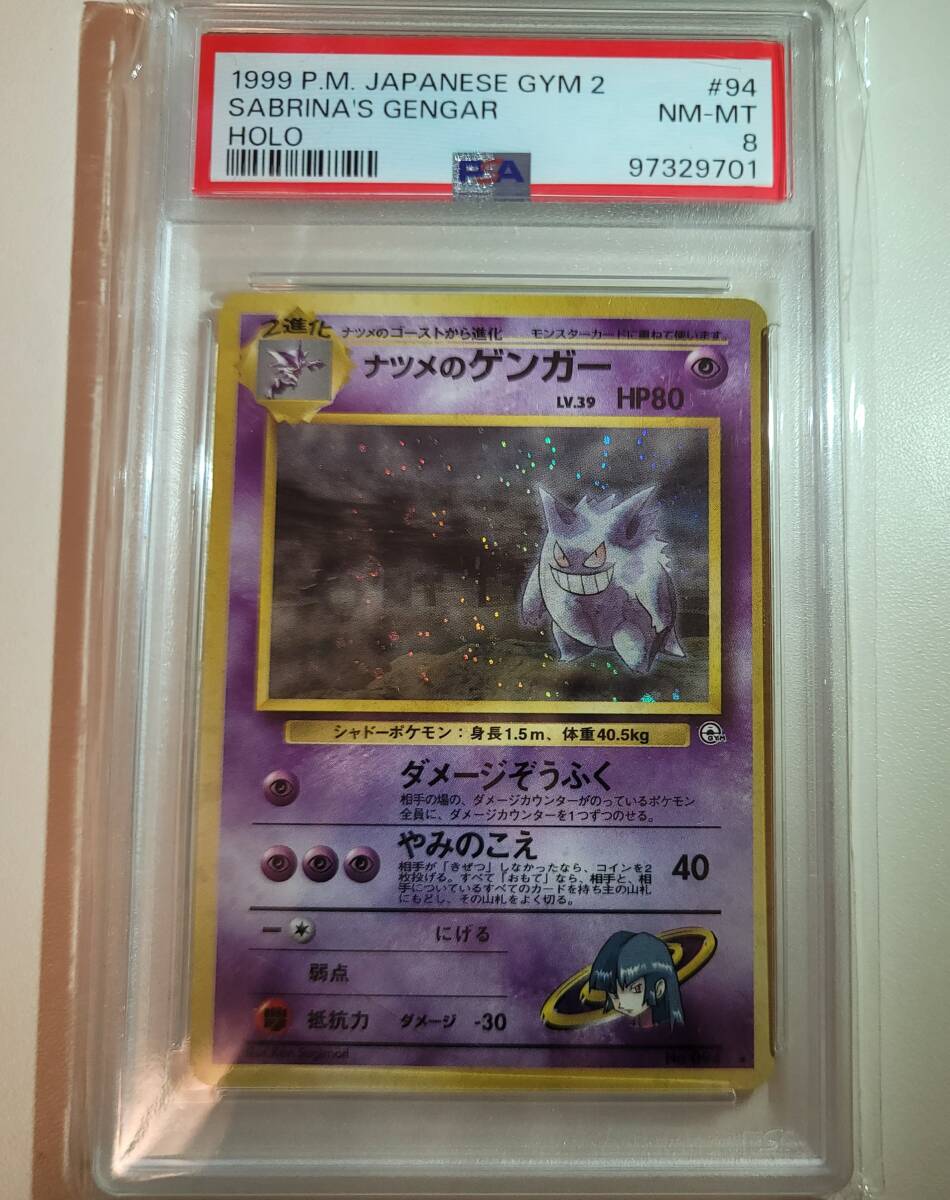 1999 P.M. JAPANESE GYM 2 #94
SABRINA'S GENGAR NM-MT
HOLO 8
97329701
PSA
2進化 ナツメのゴーストから進化 モンスターカードに重ねて使います
ナツメのゲンガー
LV.39 HP80
シャドーポケモン:身長1.5m、体重40.5kg
GYM
ダメージぞうふく
相手の場の、ダメージカウンターがのっているポケモン
全員に、ダメージカウンターを1つずつのせる。
やみのこえ 40
相手が「きぜつ」しなかったなら、コインを2
枚投げる。すべて「おもて」なら、相手と、相
手についているすべてのカードを持ち主の山札
にもどし、その山札をよく切る。
にげる
弱点
抵抗力 ダメージ -30
Ken Sugimori